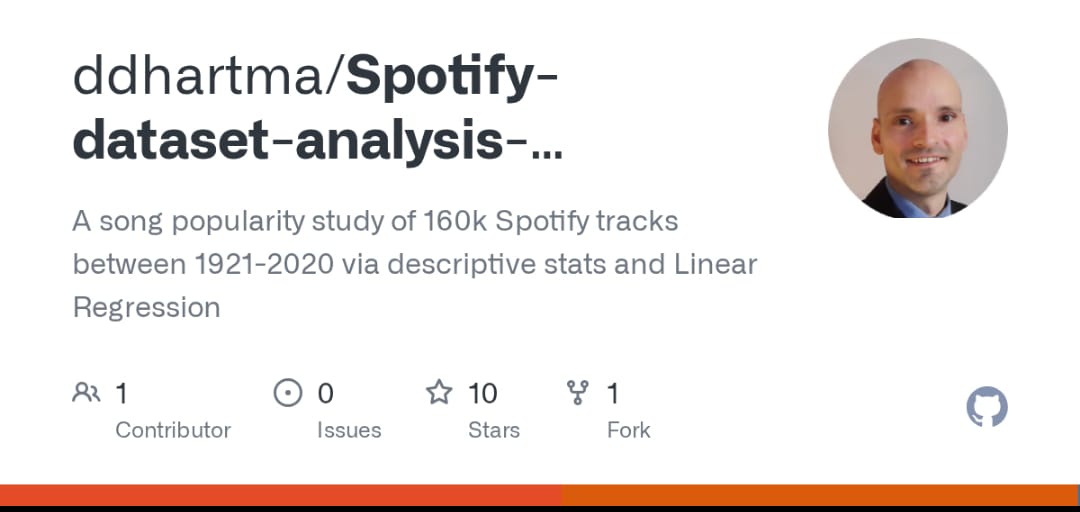 ddhartma/Spotify-
dataset-analysis-...
A song popularity study of 160k Spotify tracks
between 1921-2020 via descriptive stats and Linear
Regression
1 0 10 1
Contributor Issues Stars Fork